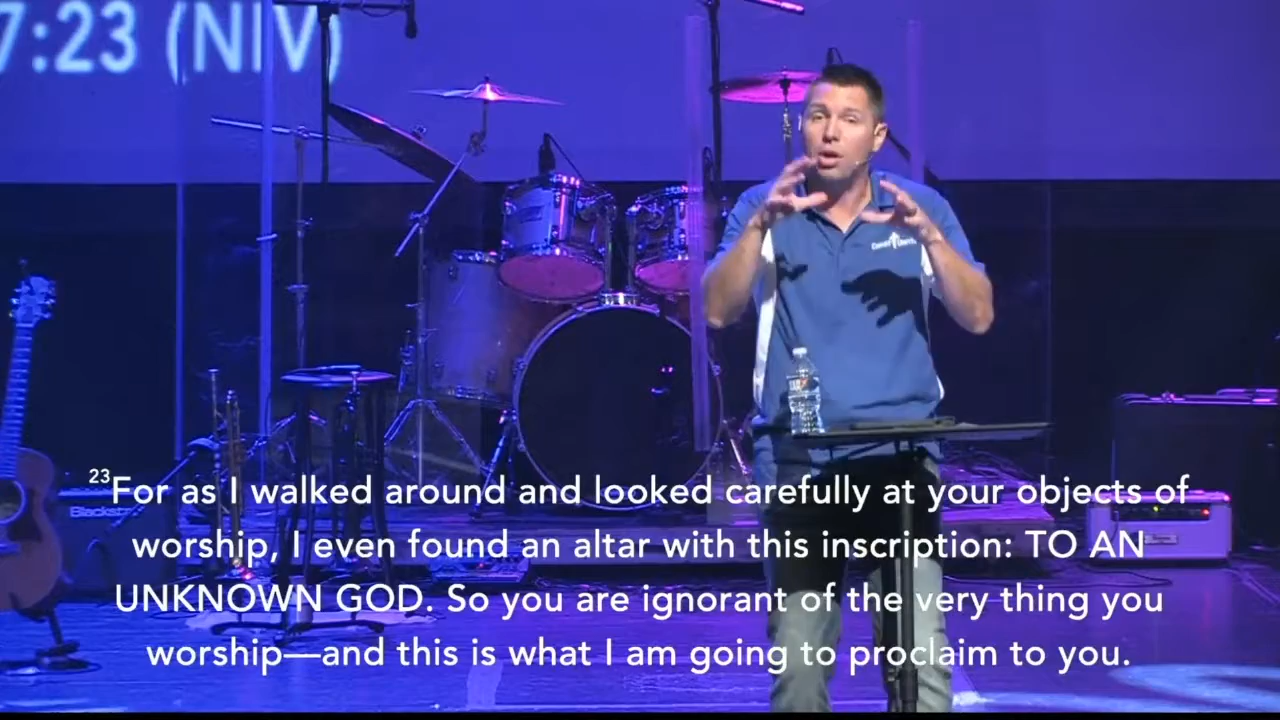 7:23 (NIV)
23For as I walked around and looked carefully at your objects of
worship, I even found an altar with this inscription: TO AN
UNKNOWN GOD. So you are ignorant of the very thing you
worship—and this is what I am going to proclaim to you.